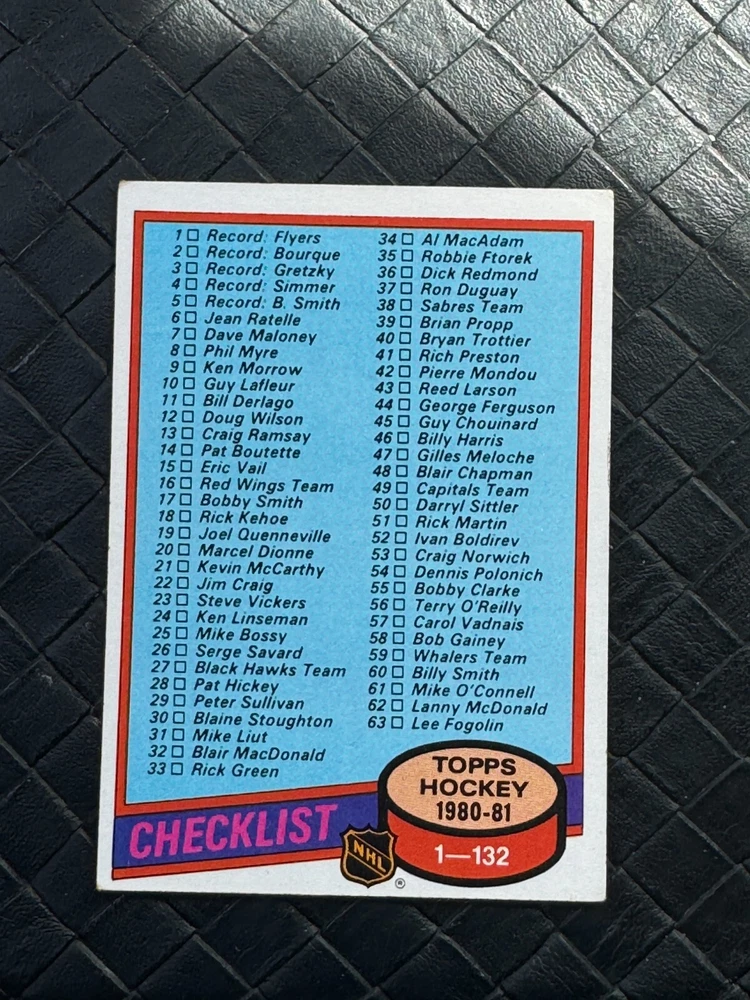 1 □ Record: Flyers
2 □ Record: Bourque
3 □ Record: Gretzky
4 □ Record: Simmer
5 □ Record: B. Smith
6 □ Jean Ratelle
7 □ Dave Maloney
8 □ Phil Myre
9 □ Ken Morrow
10 □ Guy Lafleur
11 □ Bill Derlago
12 □ Doug Wilson
13 □ Craig Ramsay
14 □ Pat Boutette
15 □ Eric Vail
16 □ Red Wings Team
17 □ Bobby Smith
18 □ Rick Kehoe
19 □ Joel Quenneville
20 □ Marcel Dionne
21 □ Kevin McCarthy
22 □ Jim Craig
23 □ Steve Vickers
24 □ Ken Linseman
25 □ Mike Bossy
26 □ Serge Savard
27 □ Black Hawks Team
28 □ Pat Hickey
29 □ Peter Sullivan
30 □ Blaine Stoughton
31 □ Mike Liut
32 □ Blair MacDonald
33 □ Rick Green
34 □ Al MacAdam
35 □ Robbie Ftorek
36 □ Dick Redmond
37 □ Ron Duguay
38 □ Sabres Team
39 □ Brian Propp
40 □ Bryan Trottier
41 □ Rich Preston
42 □ Pierre Mondou
43 □ Reed Larson
44 □ George Ferguson
45 □ Guy Chouinard
46 □ Billy Harris
47 □ Gilles Meloche
48 □ Blair Chapman
49 □ Capitals Team
50 □ Darryl Sittler
51 □ Rick Martin
52 □ Ivan Boldirev
53 □ Craig Norwich
54 □ Dennis Polonich
55 □ Bobby Clarke
56 □ Terry O'Reilly
57 □ Carol Vadnais
58 □ Bob Gainey
59 □ Whalers Team
60 □ Billy Smith
61 □ Mike O'Connell
62 □ Lanny McDonald
63 □ Lee Fogolin
CHECKLIST
NHL
®
TOPPS
HOCKEY
1980-81
1—132